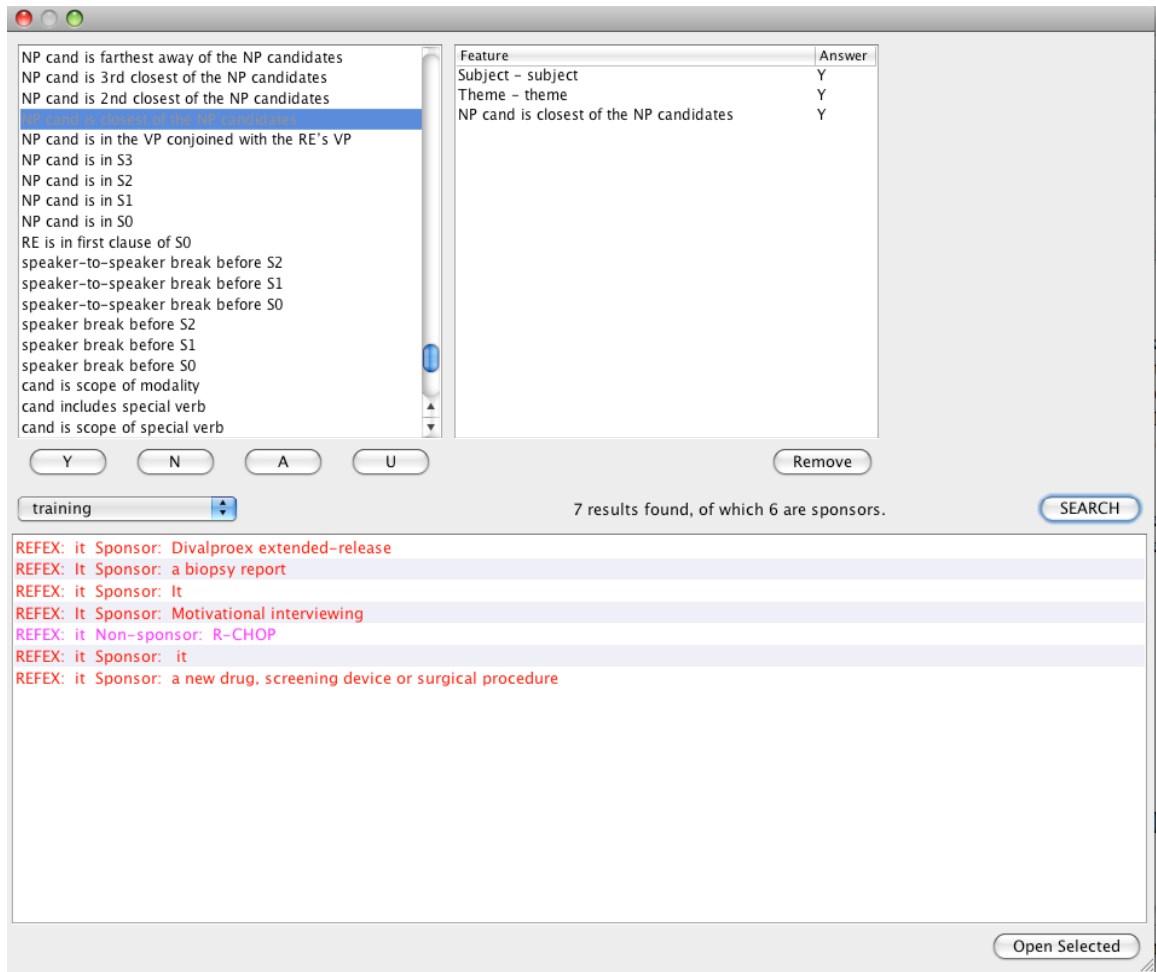 NP cand is farthest away of the NP candidates
NP cand is 3rd closest of the NP candidates
NP cand is 2nd closest of the NP candidates
NP cand is closest of the NP candidates
NP cand is in the VP conjoined with the RE's VP
NP cand is in S3
NP cand is in S2
NP cand is in S1
NP cand is in S0
RE is in first clause of S0
speaker-to-speaker break before S2
speaker-to-speaker break before S1
speaker-to-speaker break before S0
speaker break before S2
speaker break before S1
speaker break before S0
cand is scope of modality
cand includes special verb
cand is scope of special verb
Feature Answer
Subject - subject Y
Theme - theme Y
NP cand is closest of the NP candidates Y
Y N A U Remove
training 7 results found, of which 6 are sponsors. SEARCH
REFEX: it Sponsor: Divalproex extended-release
REFEX: It Sponsor: a biopsy report
REFEX: it Sponsor: It
REFEX: It Sponsor: Motivational interviewing
REFEX: it Non-sponsor: R-CHOP
REFEX: it Sponsor: it
REFEX: it Sponsor: a new drug, screening device or surgical procedure
Open Selected